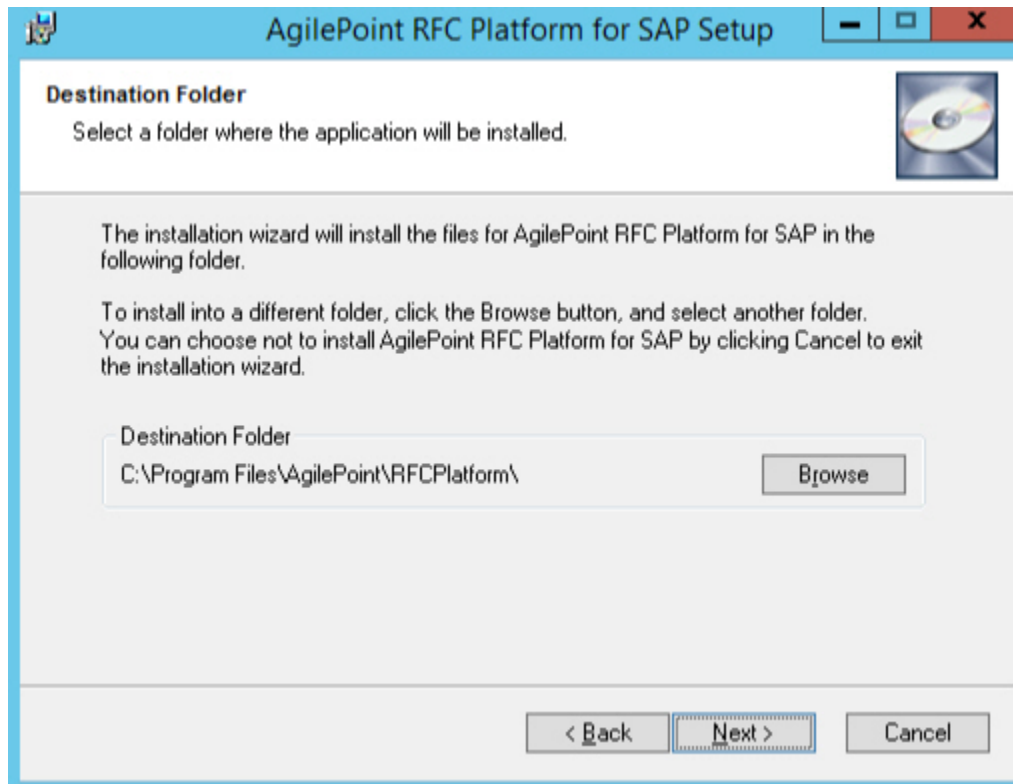 AgilePoint RFC Platform for SAP Setup
Destination Folder
Select a folder where the application will be installed.
The installation wizard will install the files for AgilePoint RFC Platform for SAP in the
following folder.
To install into a different folder, click the Browse button, and select another folder.
You can choose not to install AgilePoint RFC Platform for SAP by clicking Cancel to exit
the installation wizard.
Destination Folder
C:\Program Files\AgilePoint\RFCPlatform\
Browse
< Back
Next >
Cancel